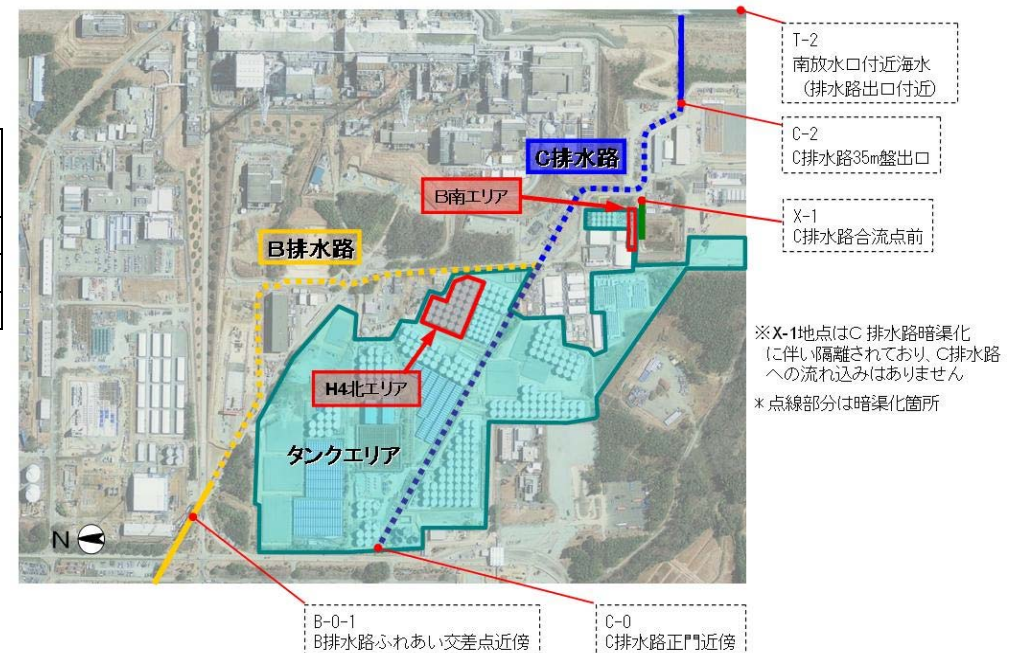 T-2
南放水口付近海水
（排水路出口付近）
C-2
C排水路35m盤出口
C排水路
B南エリア
X-1
C排水路合流点前
B排水路
※X-1地点はC 排水路暗渠化
に伴い隔離されており、C排水路
への流れ込みはありません
＊点線部分は暗渠化箇所
H4北エリア
タンクエリア
N
B-0-1
B排水路ふれあい交差点近傍
C-0
C排水路正門近傍